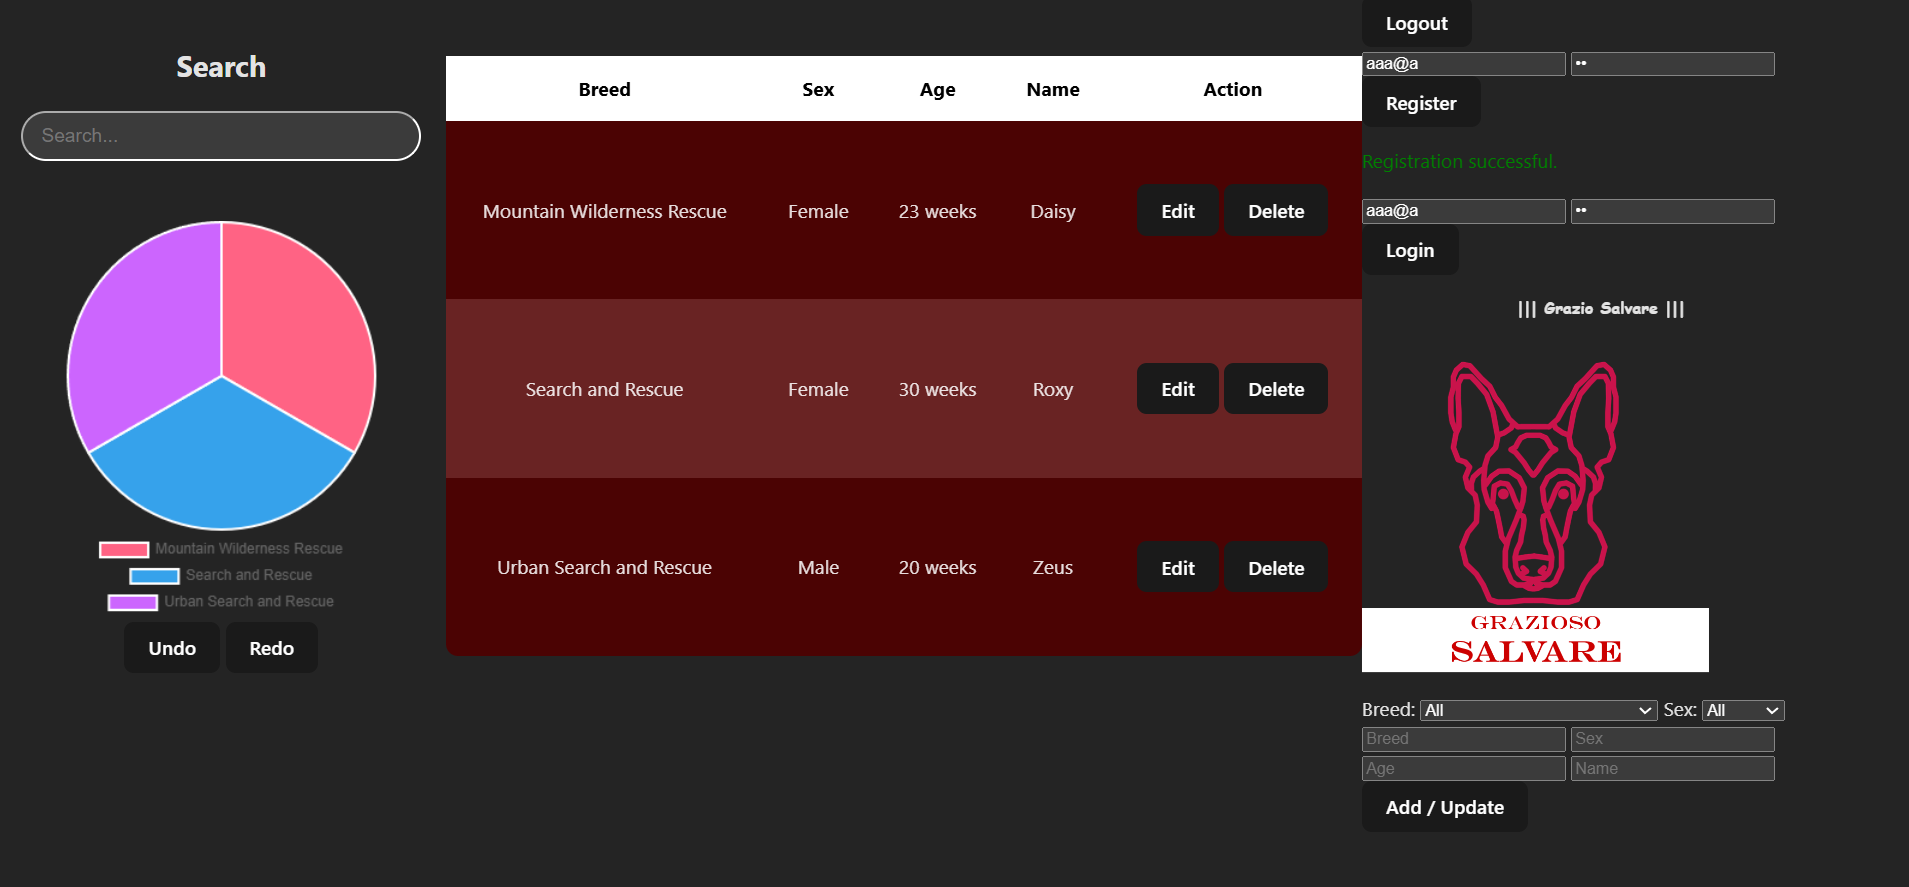 Search
Search...
Mountain Wilderness Rescue
Search and Rescue
Urban Search and Rescue
Undo Redo
Breed Sex Age Name Action
Mountain Wilderness Rescue Female 23 weeks Daisy Edit Delete
Search and Rescue Female 30 weeks Roxy Edit Delete
Urban Search and Rescue Male 20 weeks Zeus Edit Delete
Logout
aaa@a ••
Register
Registration successful.
aaa@a ••
Login
||| Grazio Salvare |||
GRAZIOSO
SALVARE
Breed: All Sex: All
Breed Sex
Age Name
Add / Update